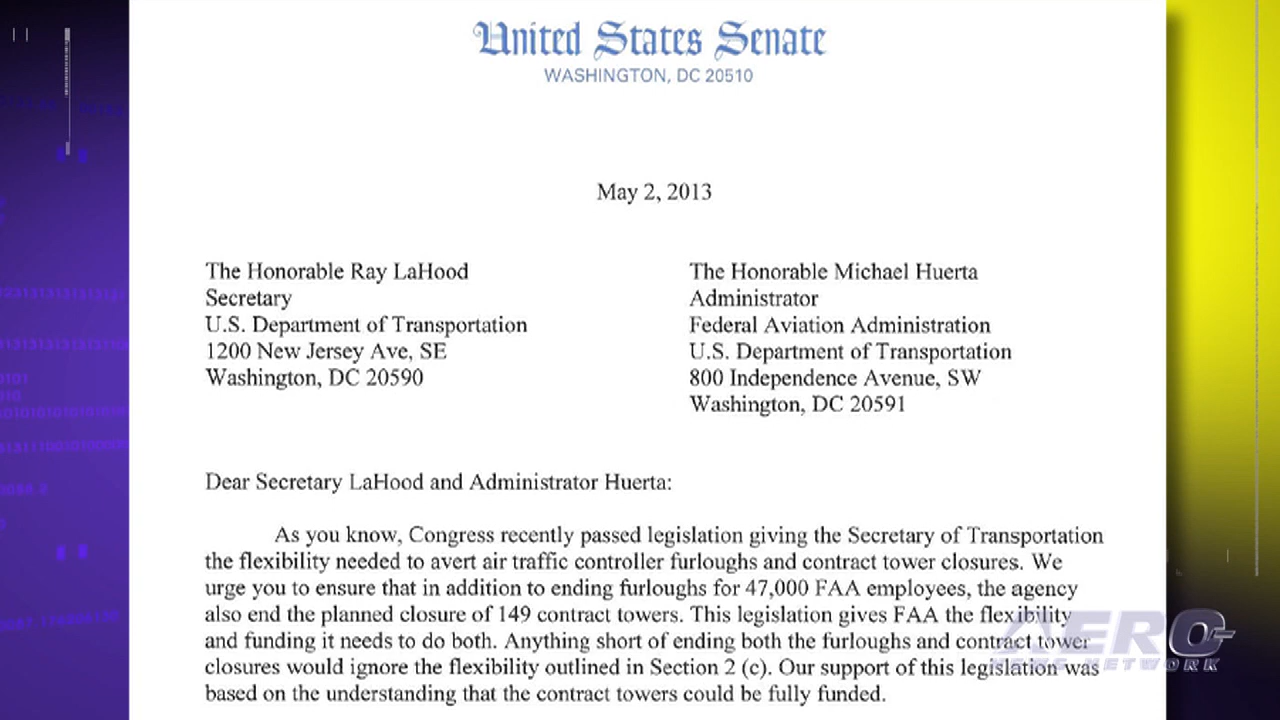 United States Senate
WASHINGTON, DC 20510
May 2, 2013
The Honorable Ray LaHood
Secretary
U.S. Department of Transportation
1200 New Jersey Ave, SE
Washington, DC 20590
The Honorable Michael Huerta
Administrator
Federal Aviation Administration
U.S. Department of Transportation
800 Independence Avenue, SW
Washington, DC 20591
Dear Secretary LaHood and Administrator Huerta:
As you know, Congress recently passed legislation giving the Secretary of Transportation
the flexibility needed to avert air traffic controller furloughs and contract tower closures. We
urge you to ensure that in addition to ending furloughs for 47,000 FAA employees, the agency
also end the planned closure of 149 contract towers. This legislation gives FAA the flexibility
and funding it needs to do both. Anything short of ending both the furloughs and contract tower
closures would ignore the flexibility outlined in Section 2 (c). Our support of this legislation was
based on the understanding that the contract towers could be fully funded.
AERO-
NEWS NETWORK